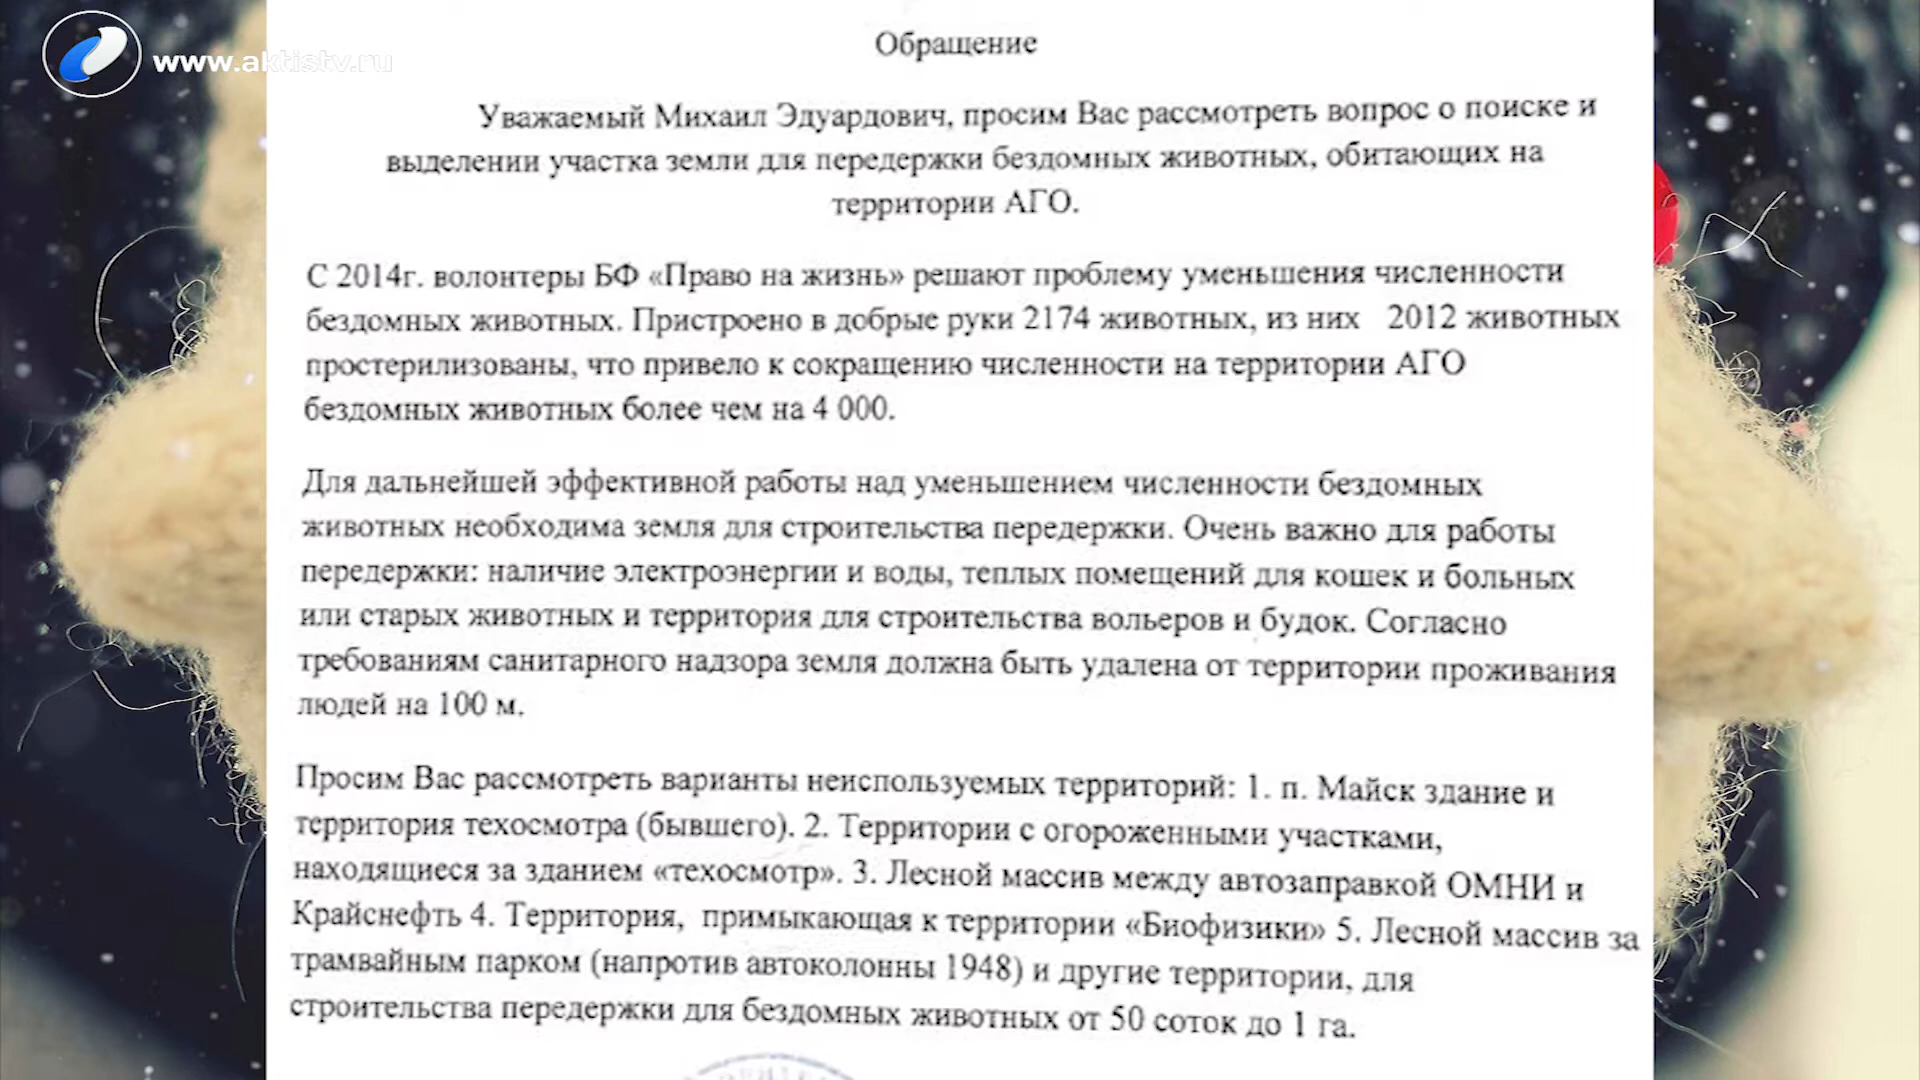 www.aktistv.ru
Обращение
Уважаемый Михаил Эдуардович, просим Вас рассмотреть вопрос о поиске и
выделении участка земли для передержки бездомных животных, обитающих на
территории АГО.
С 2014г. волонтеры БФ «Право на жизнь» решают проблему уменьшения численности
бездомных животных. Пристроено в добрые руки 2174 животных, из них 2012 животных
простерилизованы, что привело к сокращению численности на территории АГО
бездомных животных более чем на 4 000.
Для дальнейшей эффективной работы над уменьшением численности бездомных
животных необходима земля для строительства передержки. Очень важно для работы
передержки: наличие электроэнергии и воды, теплых помещений для кошек и больных
или старых животных и территория для строительства вольеров и будок. Согласно
требованиям санитарного надзора земля должна быть удалена от территории проживания
людей на 100 м.
Просим Вас рассмотреть варианты неиспользуемых территорий: 1. п. Майск здание и
территория техосмотра (бывшего). 2. Территории с огороженными участками,
находящиеся за зданием «техосмотр». 3. Лесной массив между автозаправкой ОМНИ и
Крайснефть 4. Территория, примыкающая к территории «Биофизики» 5. Лесной массив за
трамвайным парком (напротив автоколонны 1948) и другие территории, для
строительства передержки для бездомных животных от 50 соток до 1 га.